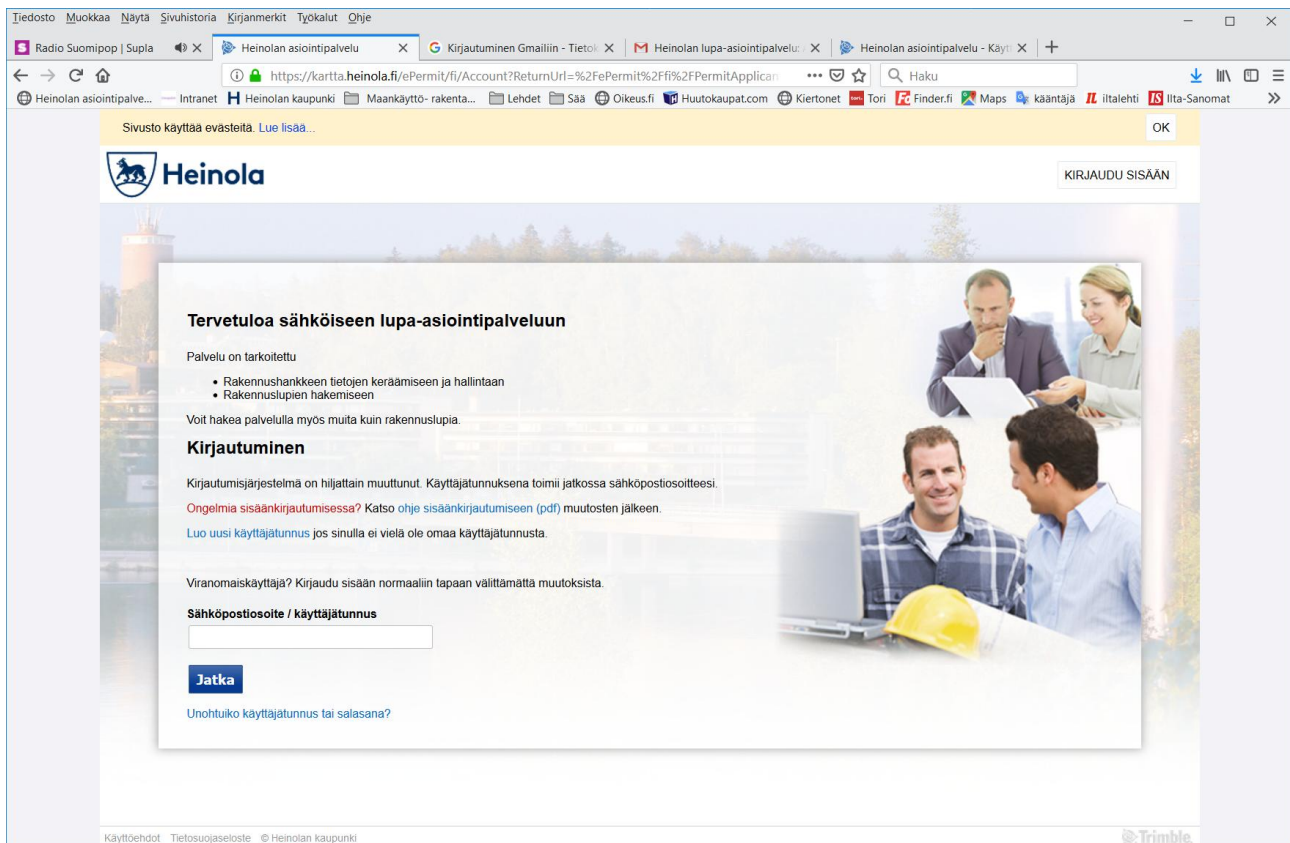 Tiedosto Muokkaa Näytä Sivuhistoria Kirjanmerkit Työkalut Ohje
Radio Suomipop | Supla
Heinolan asiointipalvelu
Kirjautuminen Gmailiin - Tietok
Heinolan lupa-asiointipalvelu:
Heinolan asiointipalvelu - Käyt
https://kartta.heinola.fi/ePermit/fi/Account?ReturnUrl=%2FePermit%2Ffi%2FPermitApplican
Haku
Heinolan asiointipalve... Intranet Heinolan kaupunki Maankäyttö- rakenta... Lehdet Sää Oikeus.fi Huutokaupat.com Kiertonet Tori Finder.fi Maps kääntäjä iltalehti Ilta-Sanomat
Sivusto käyttää evästeitä. Lue lisää...
OK
Heinola
KIRJAUDU SISÄÄN
Tervetuloa sähköiseen lupa-asiointipalveluun
Palvelu on tarkoitettu
• Rakennushankkeen tietojen keräämiseen ja hallintaan
• Rakennuslupien hakemiseen
Voit hakea palvelulla myös muita kuin rakennuslupia.
Kirjautuminen
Kirjautumisjärjestelmä on hiljattain muuttunut. Käyttäjätunnuksena toimii jatkossa sähköpostiosoitteesi.
Ongelmia sisäänkirjautumisessa? Katso ohje sisäänkirjautumiseen (pdf) muutosten jälkeen.
Luo uusi käyttäjätunnus jos sinulla ei vielä ole omaa käyttäjätunnusta.
Viranomaiskäyttäjä? Kirjaudu sisään normaaliin tapaan välittämättä muutoksista.
Sähköpostiosoite / käyttäjätunnus
Jatka
Unohtuiko käyttäjätunnus tai salasana?
Käyttöehdot Tietosuojaseloste © Heinolan kaupunki
Trimble.